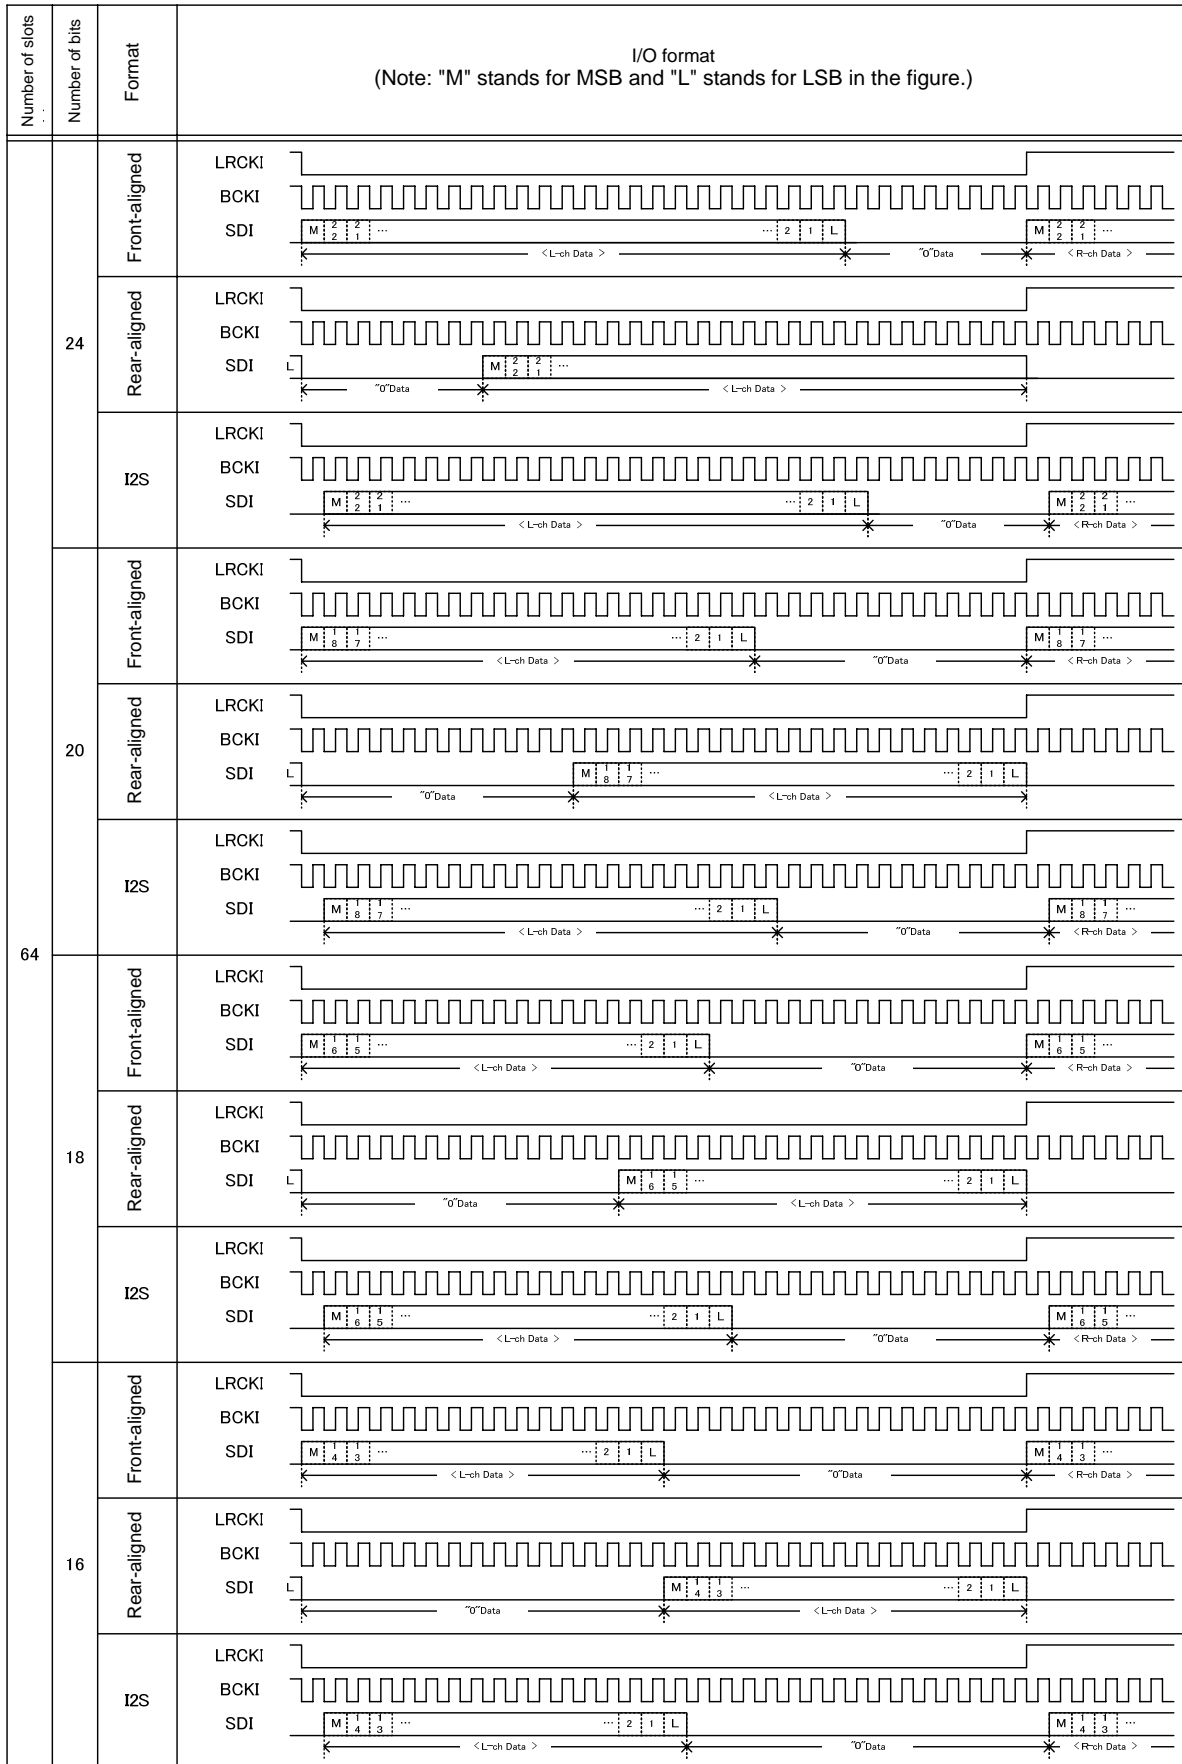 Number of slots
Number of bits
Format
I/O format
(Note: "M" stands for MSB and "L" stands for LSB in the figure.)
64
24
Front-aligned
LRCKI
BCKI
SDI
M 22 21 ··· ··· 2 1 L M 22 21 ···
< L-ch Data > "0"Data < R-ch Data >
Rear-aligned
LRCKI
BCKI
SDI
L M 22 21 ···
"0"Data < L-ch Data >
I2S
LRCKI
BCKI
SDI
M 22 21 ··· ··· 2 1 L M 22 21 ···
< L-ch Data > "0"Data < R-ch Data >
20
Front-aligned
LRCKI
BCKI
SDI
M 18 17 ··· ··· 2 1 L M 18 17 ···
< L-ch Data > "0"Data < R-ch Data >
Rear-aligned
LRCKI
BCKI
SDI
L M 18 17 ··· ··· 2 1 L
"0"Data < L-ch Data >
I2S
LRCKI
BCKI
SDI
M 18 17 ··· ··· 2 1 L M 18 17 ···
< L-ch Data > "0"Data < R-ch Data >
18
Front-aligned
LRCKI
BCKI
SDI
M 16 15 ··· ··· 2 1 L M 16 15 ···
< L-ch Data > "0"Data < R-ch Data >
Rear-aligned
LRCKI
BCKI
SDI
L M 16 15 ··· ··· 2 1 L
"0"Data < L-ch Data >
I2S
LRCKI
BCKI
SDI
M 16 15 ··· ··· 2 1 L M 16 15 ···
< L-ch Data > "0"Data < R-ch Data >
16
Front-aligned
LRCKI
BCKI
SDI
M 14 13 ··· ··· 2 1 L M 14 13 ···
< L-ch Data > "0"Data < R-ch Data >
Rear-aligned
LRCKI
BCKI
SDI
L M 14 13 ··· ··· 2 1 L
"0"Data < L-ch Data >
I2S
LRCKI
BCKI
SDI
M 14 13 ··· ··· 2 1 L M 14 13 ···
< L-ch Data > "0"Data < R-ch Data >